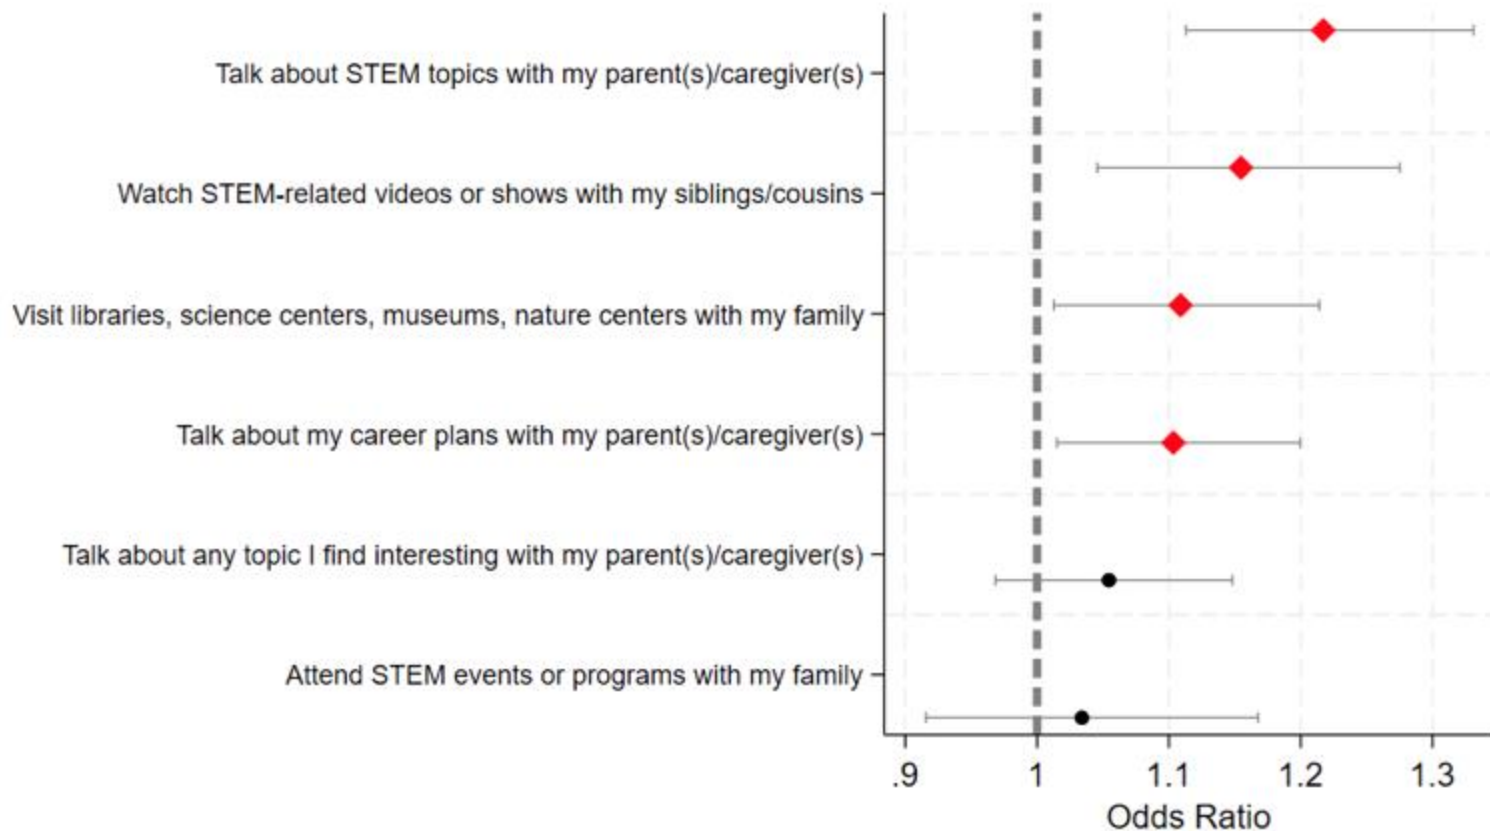 Talk about STEM topics with my parent(s)/caregiver(s)
Watch STEM-related videos or shows with my siblings/cousins
Visit libraries, science centers, museums, nature centers with my family
Talk about my career plans with my parent(s)/caregiver(s)
Talk about any topic I find interesting with my parent(s)/caregiver(s)
Attend STEM events or programs with my family
.9 1 1.1 1.2 1.3
Odds Ratio